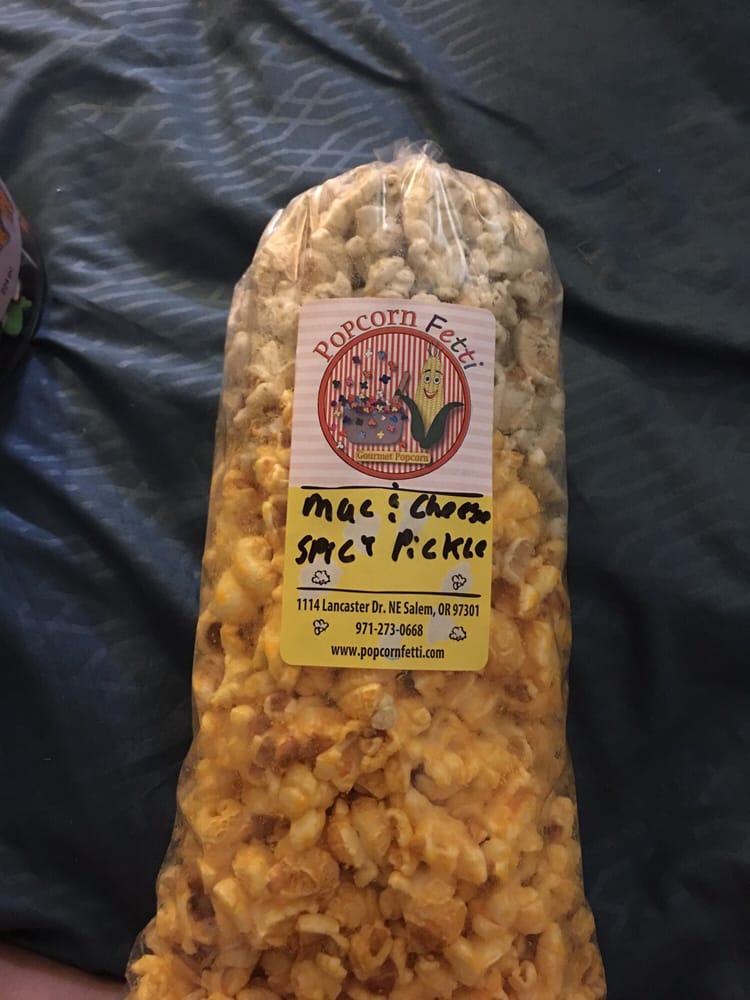 Popcorn Fetti
Gourmet Popcorn
Mac & Cheese
Spicy Pickle
1114 Lancaster Dr. NE Salem, OR 97301
971-273-0668
www.popcornfetti.com